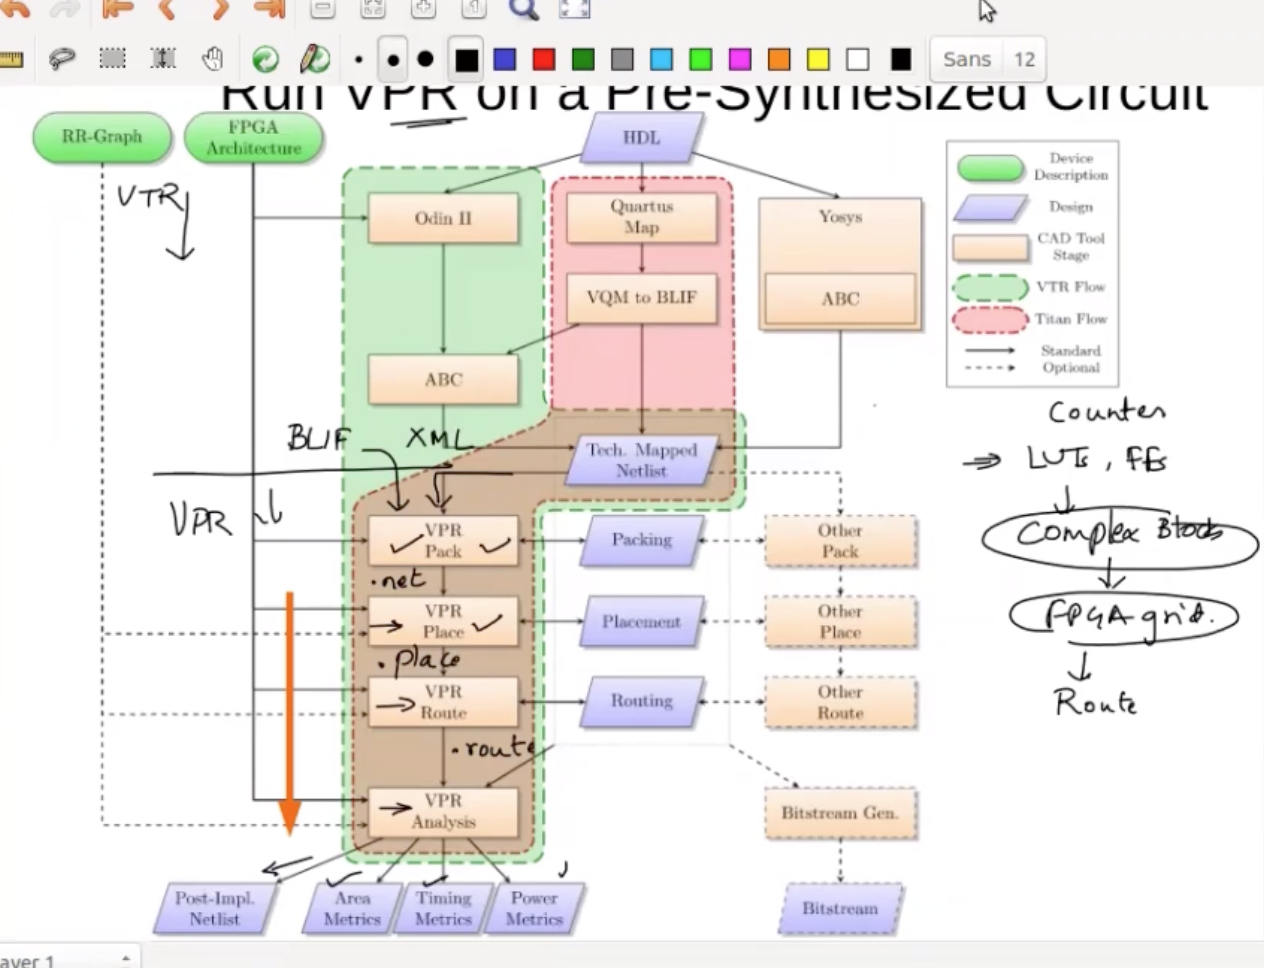 Sans 12
Run VPR on a Pre-Synthesized Circuit
RR-Graph
FPGA
Architecture
HDL
VTR
Odin II
Quartus
Map
Yosys
VQM to BLIF
ABC
ABC
BLIF
XML
Tech. Mapped
Netlist
VPR
VPR
Pack
Packing
Other
Pack
.net
VPR
Place
Placement
Other
Place
.place
VPR
Route
Routing
Other
Route
.route
VPR
Analysis
Bitstream Gen.
Post-Impl.
Netlist
Area
Metrics
Timing
Metrics
Power
Metrics
Bitstream
Device
Description
Design
CAD Tool
Stage
VTR Flow
Titan Flow
Standard
Optional
Counter
LUTs, FFs
Complex Blocks
FPGA grid.
Route
ayer 1